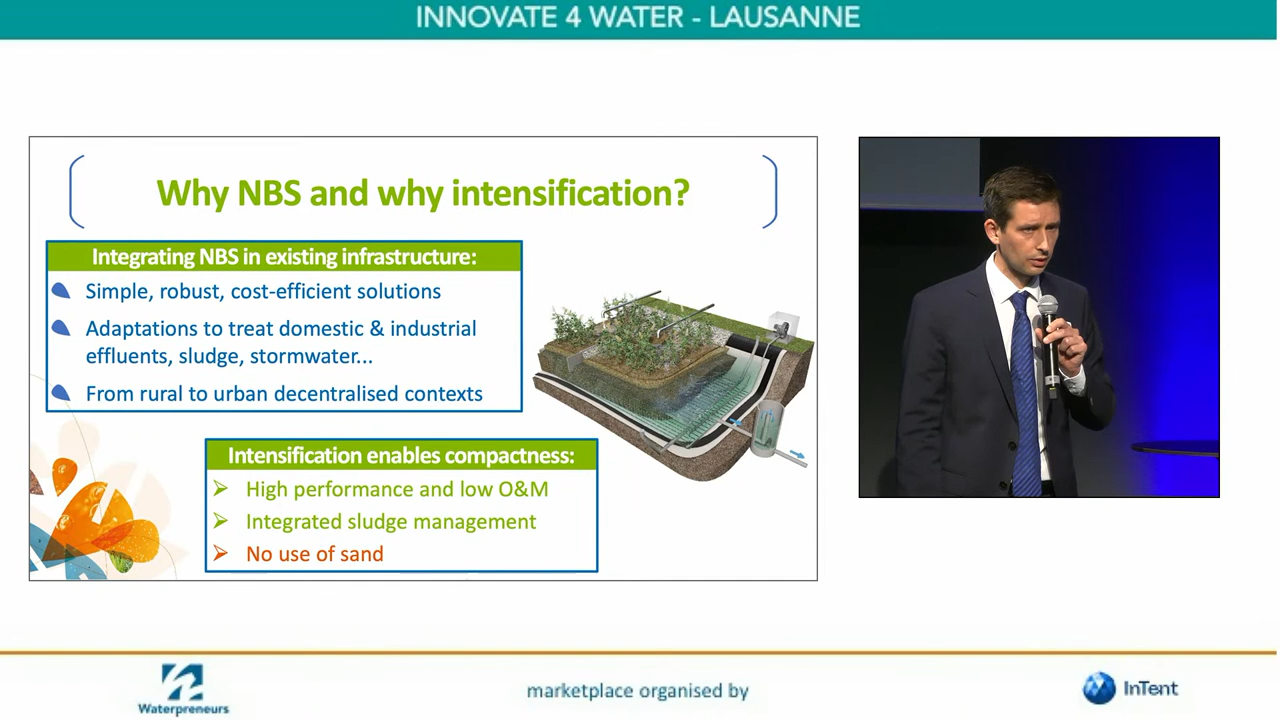 INNOVATE 4 WATER - LAUSANNE
Why NBS and why intensification?
Integrating NBS in existing infrastructure:
Simple, robust, cost-efficient solutions
Adaptations to treat domestic & industrial
effluents, sludge, stormwater...
From rural to urban decentralised contexts
Intensification enables compactness:
High performance and low O&M
Integrated sludge management
No use of sand
Waterpreneurs
marketplace organised by
InTent